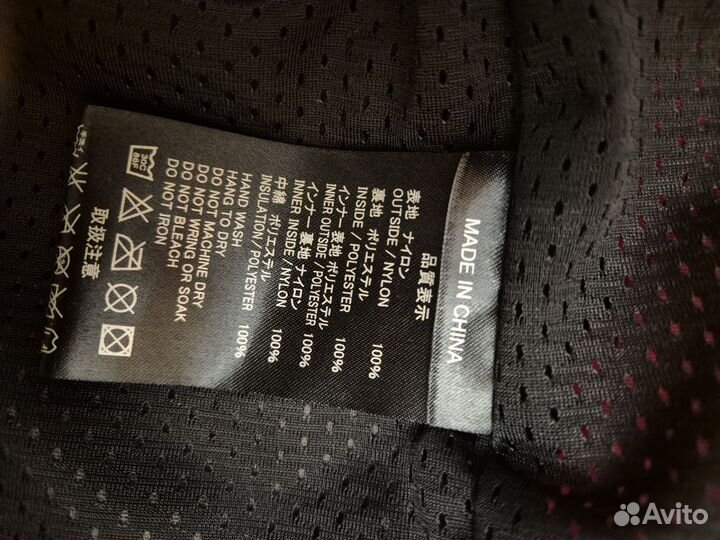 MADE IN CHINA
品質表示
表地 ナイロン
OUTSIDE/NYLON 100%
裏地 ポリエステル
INSIDE/POLYESTER 100%
インナー表地 ポリエステル
INNER OUTSIDE/POLYESTER 100%
インナー裏地 ナイロン
INNER INSIDE/NYLON 100%
中綿 ポリエステル
INSULATION/POLYESTER 100%
HAND WASH
HANG TO DRY
DO NOT MACHINE DRY
DO NOT WRING OR SOAK
DO NOT BLEACH
DO NOT IRON
30C
86F
取扱注意
Avito